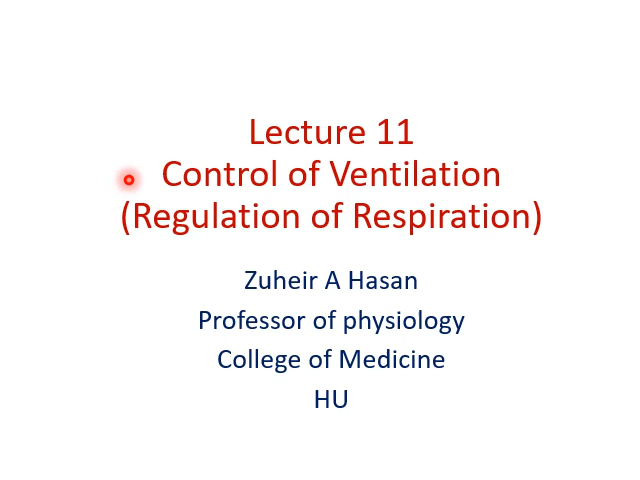 Lecture 11
Control of Ventilation
(Regulation of Respiration)
Zuheir A Hasan
Professor of physiology
College of Medicine
HU